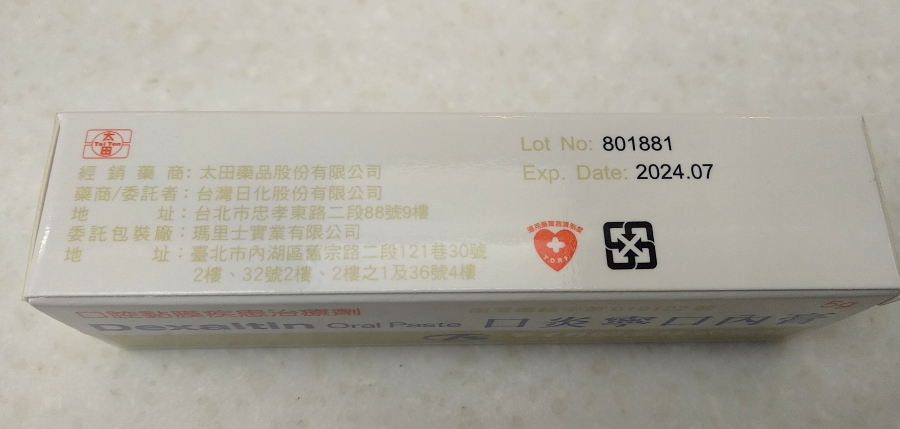 太田
Tai Ten
經銷藥商:太田藥品股份有限公司
藥商/委託者:台灣日化股份有限公司
地址:台北市忠孝東路二段88號9樓
委託包裝廠:瑪里士實業有限公司
地址:臺北市內湖區舊宗路二段121巷30號
2樓、32號2樓、2樓之1及36號4樓
Lot No: 801881
Exp. Date: 2024.07
T.D.R.F.
口腔黏膜疾患治療劑
Dexaltin Oral Paste 口炎寧口內膏
5g